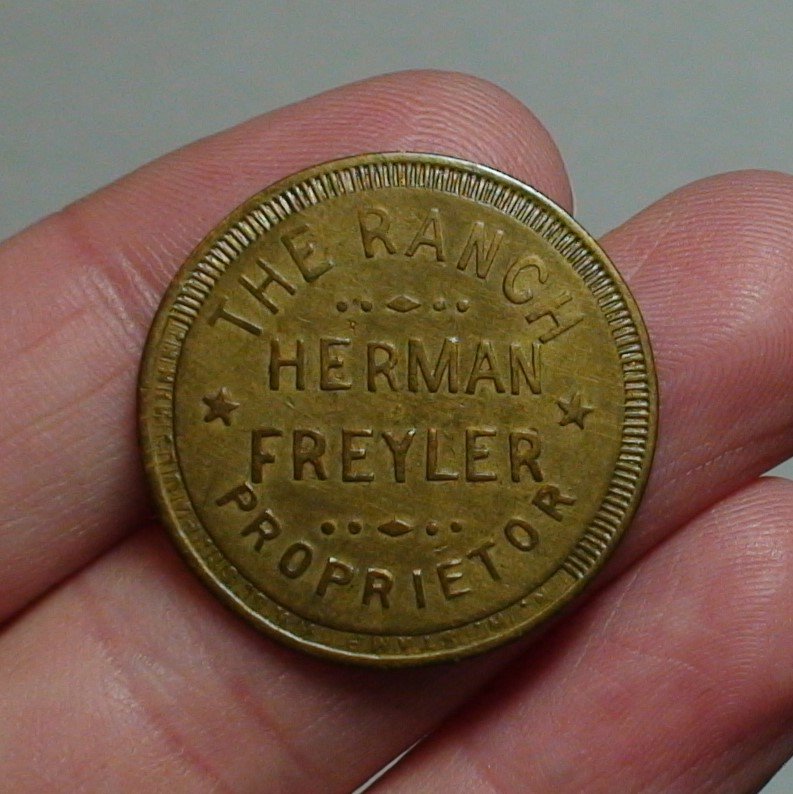 THE RANCH
HERMAN
FREYLER
PROPRIETOR